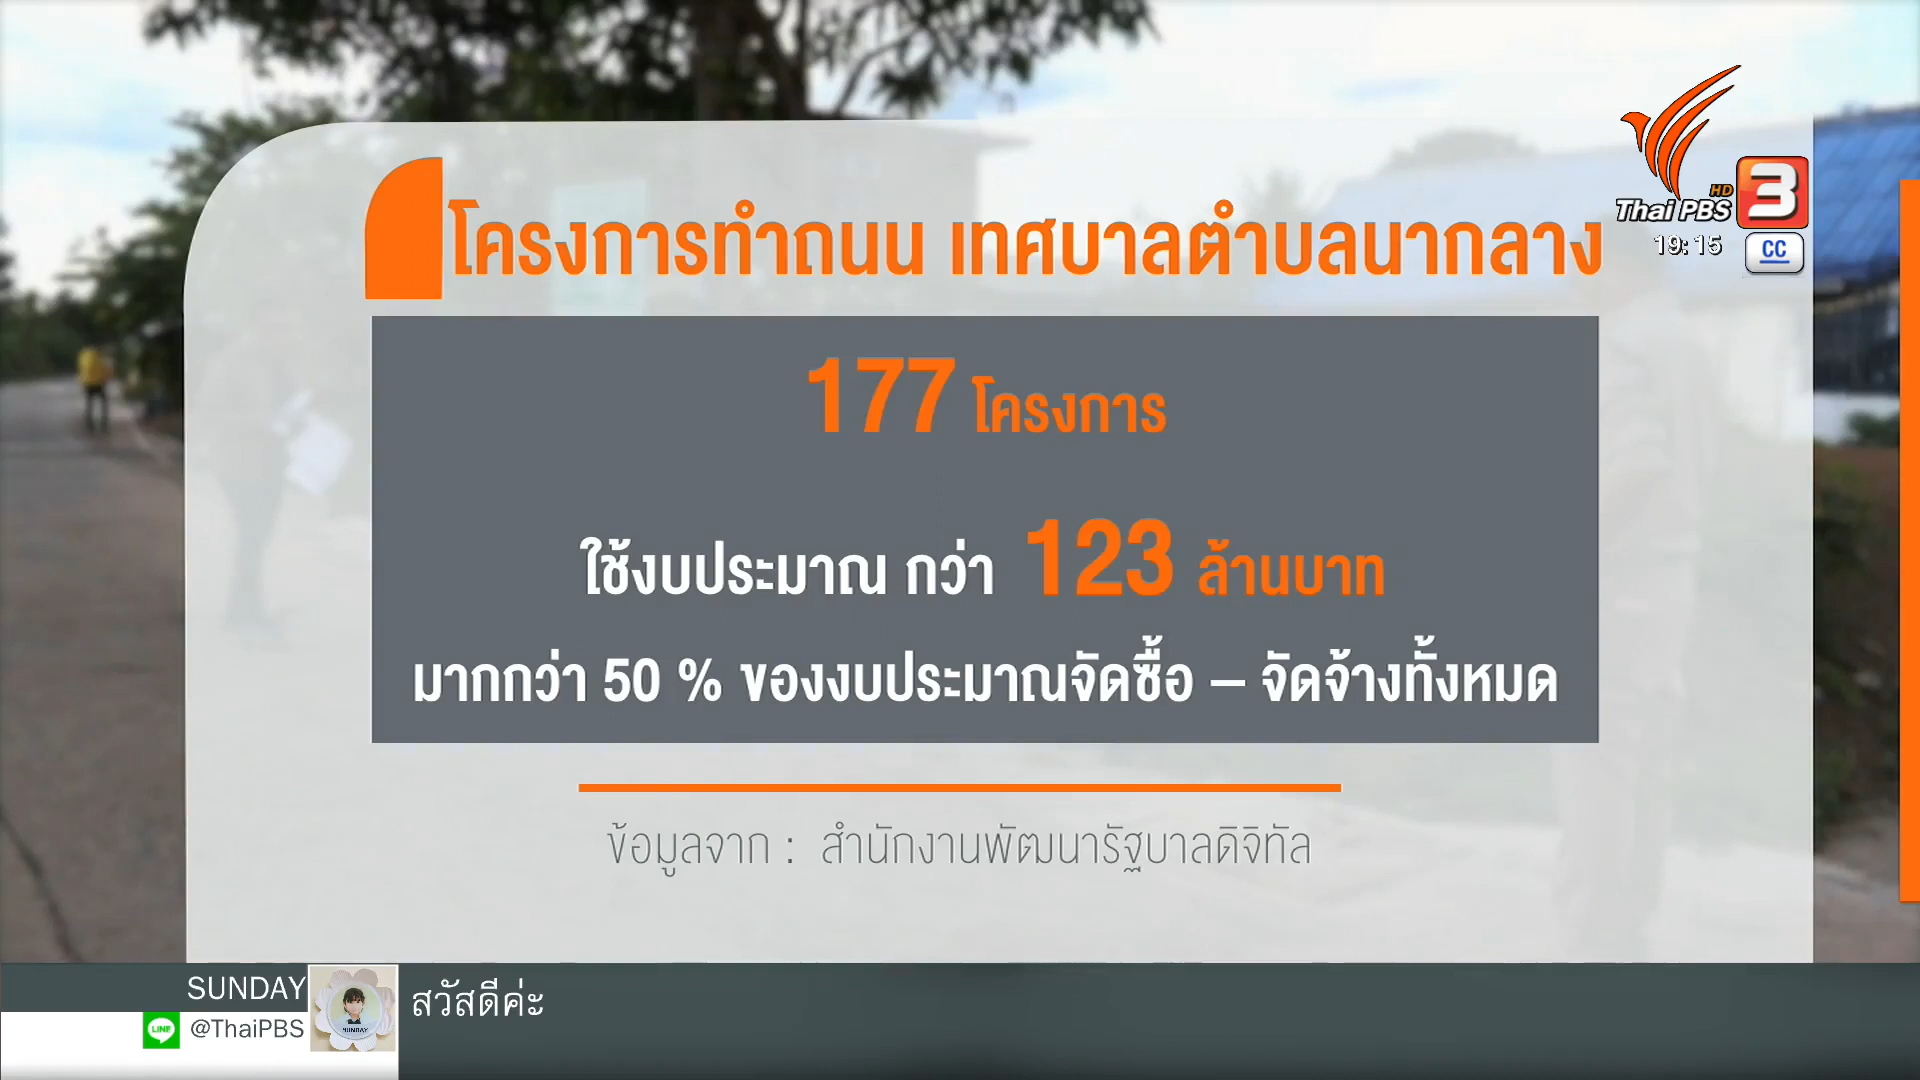 โครงการทำถนน เทศบาลตำบลนากลาง
177 โครงการ
ใช้งบประมาณ กว่า 123 ล้านบาท
มากกว่า 50 % ของงบประมาณจัดซื้อ – จัดจ้างทั้งหมด
ข้อมูลจาก : สำนักงานพัฒนารัฐบาลดิจิทัล
HD
Thai PBS 3
19:15
CC
SUNDAY
สวัสดีค่ะ
LINE @ThaiPBS
SUNDAY